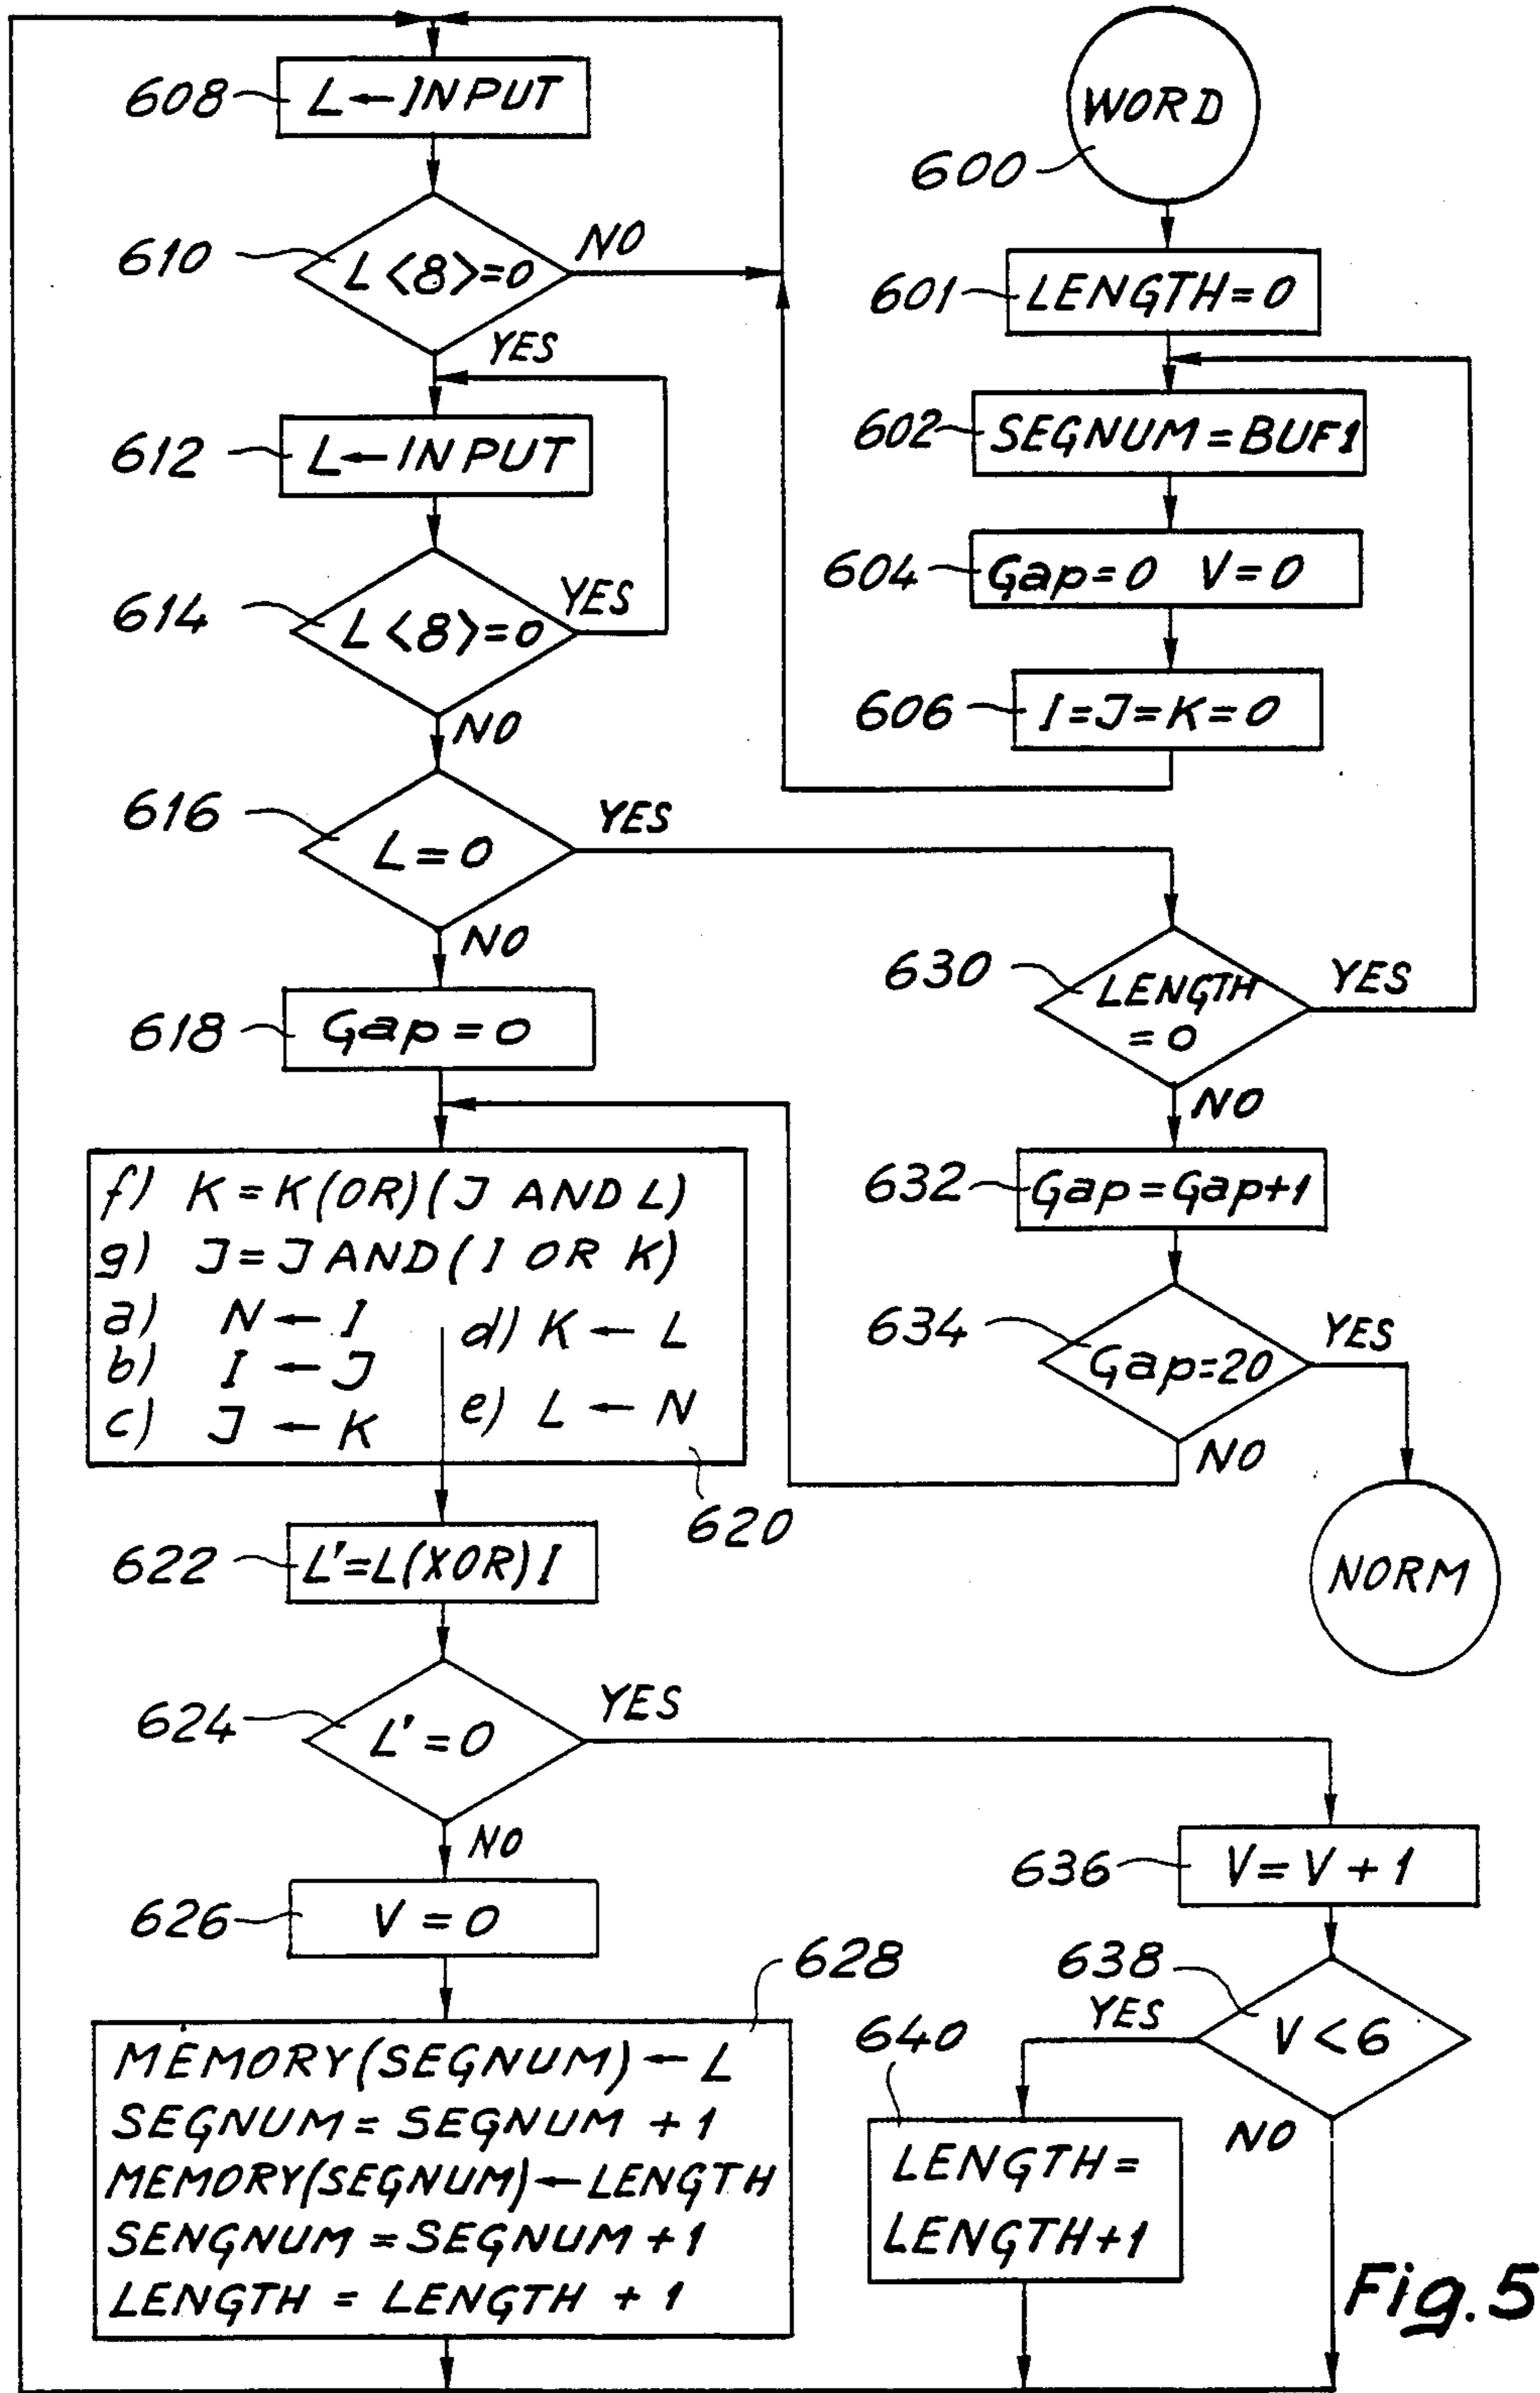 WORD
600
601
LENGTH=0
602
SEGNUM=BUF1
604
Gap=0 V=0
606
I=J=K=0
608
L←INPUT
610
L<8>=0
NO
YES
612
L←INPUT
614
L<8>=0
YES
NO
616
L=0
YES
NO
618
Gap=0
630
LENGTH
=0
YES
NO
632
Gap=Gap+1
634
Gap=20
YES
NO
NORM
f) K=K(OR)(J AND L)
g) J=J AND(I OR K)
a) N←I
b) I←J
c) J←K
d) K←L
e) L←N
620
622
L'=L(XOR)I
624
L'=0
YES
NO
626
V=0
628
MEMORY(SEGNUM)←L
SEGNUM=SEGNUM+1
MEMORY(SEGNUM)←LENGTH
SENGNUM=SEGNUM+1
LENGTH=LENGTH+1
636
V=V+1
638
V<6
YES
NO
640
LENGTH=
LENGTH+1
Fig.5